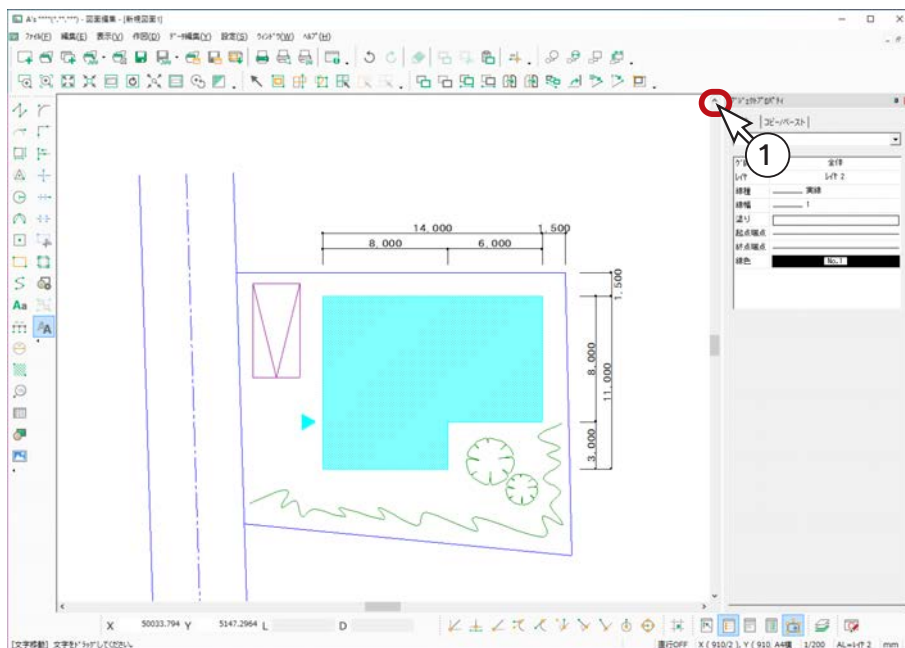 A's ****(*,**,***) - 図面編集 - [新規図面1]
ファイル(F) 編集(E) 表示(V) 作図(D) データ編集(Y) 設定(S) ウィンドウ(W) ヘルプ(H)
オブジェクトプロパティ
コピー/ペースト
1
全体
レイヤ レイヤ 2
線種 実線
線幅 1
塗り
起点端点
終点端点
線色 No.1
Aa
AA
14,000
1,500
8,000
6,000
1,500
8,000
11,000
3,000
X 50033.794 Y 5147.2964 L D
[文字移動] 文字をドラッグしてください。
直行OFF X ( 910/2 ), Y ( 910 A4横 1/200 AL=レイヤ 2 mm